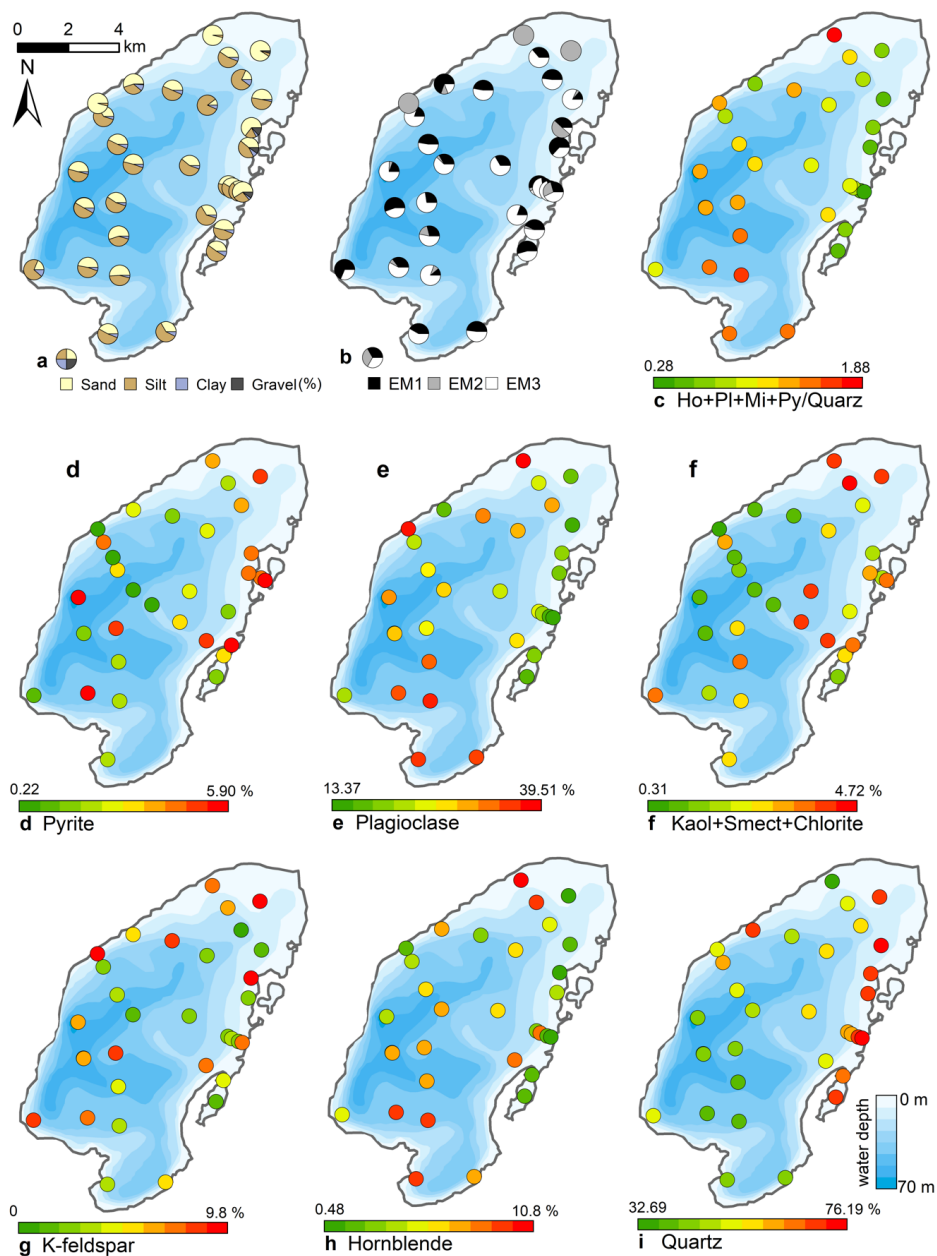 0 2 4
km
N
a
Sand Silt Clay Gravel(%)
b
EM1 EM2 EM3
0.28 1.88
c Ho+Pl+Mi+Py/Quarz
d
e
f
0.22 5.90 %
d Pyrite
13.37 39.51 %
e Plagioclase
0.31 4.72 %
f Kaol+Smect+Chlorite
0 9.8 %
g K-feldspar
0.48 10.8 %
h Hornblende
32.69 76.19 %
i Quartz
0 m
water depth
70 m